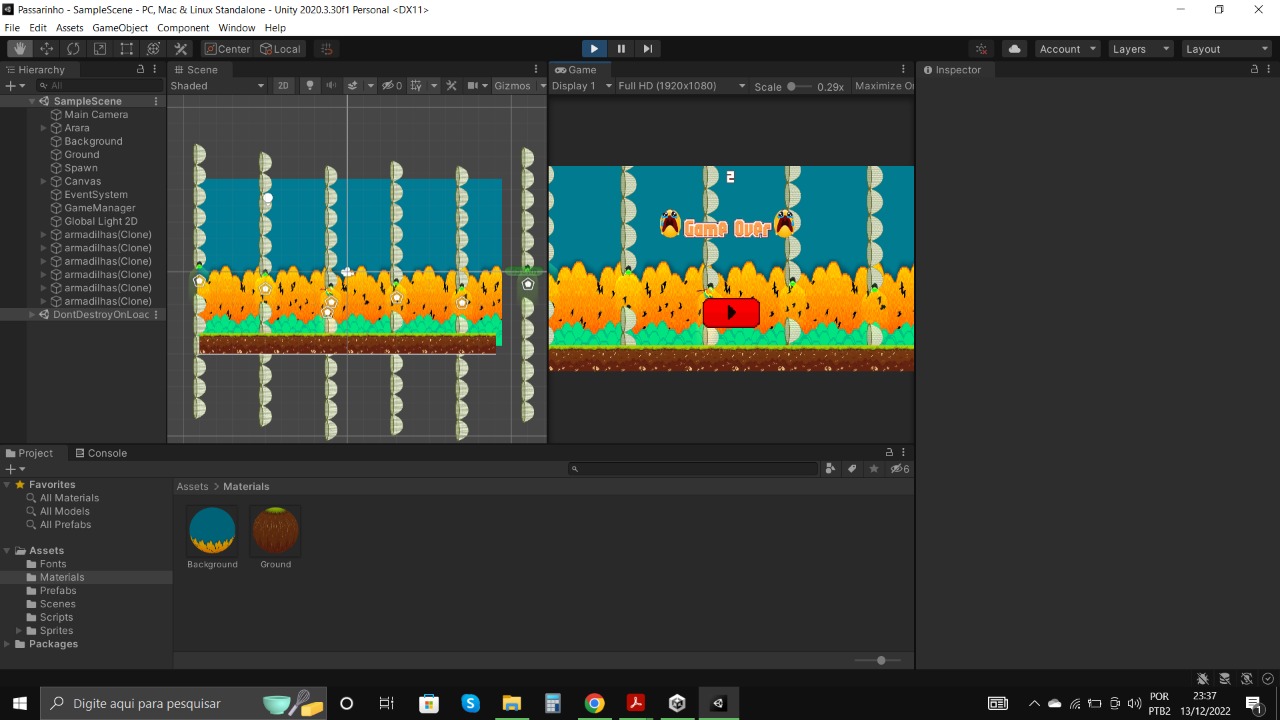 Passarinho - SampleScene - PC, Mac & Linux Standalone - Unity 2020.3.30f1 Personal <DX11>
File Edit Assets GameObject Component Window Help
Center Local Account Layers Layout
Hierarchy Scene Game Inspector
All Shaded 2D 0 Gizmos Display 1 Full HD (1920x1080) Scale 0.29x Maximize O
SampleScene
Main Camera
Arara
Background
Ground
Spawn
Canvas
EventSystem
GameManager
Global Light 2D
armadilhas(Clone)
armadilhas(Clone)
armadilhas(Clone)
armadilhas(Clone)
armadilhas(Clone)
armadilhas(Clone)
DontDestroyOnLoad
2
Game Over
Project Console
6
Favorites
All Materials
All Models
All Prefabs
Assets
Fonts
Materials
Prefabs
Scenes
Scripts
Sprites
Packages
Assets > Materials
Background Ground
Digite aqui para pesquisar
POR
PTB2
23:37
13/12/2022
1